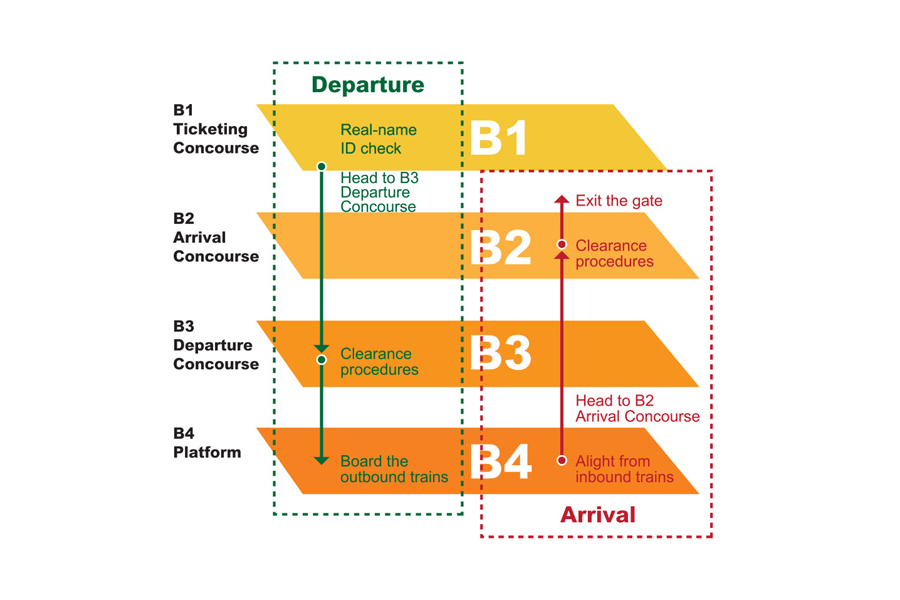 Departure
B1
Ticketing
Concourse
Real-name
ID check
B1
Head to B3
Departure
Concourse
Exit the gate
B2
Arrival
Concourse
B2
Clearance
procedures
B3
Departure
Concourse
Clearance
procedures
B3
Head to B2
Arrival Concourse
B4
Platform
Board the
outbound trains
B4
Alight from
inbound trains
Arrival